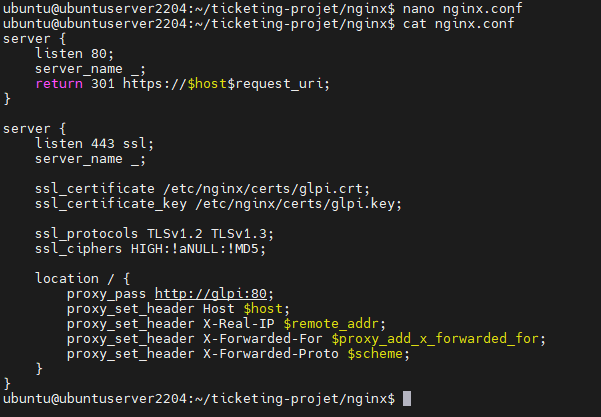 ubuntu@ubuntuserver2204:~/ticketing-projet/nginx$ nano nginx.conf
ubuntu@ubuntuserver2204:~/ticketing-projet/nginx$ cat nginx.conf
server {
    listen 80;
    server_name _;
    return 301 https://$host$request_uri;
}

server {
    listen 443 ssl;
    server_name _;

    ssl_certificate /etc/nginx/certs/glpi.crt;
    ssl_certificate_key /etc/nginx/certs/glpi.key;

    ssl_protocols TLSv1.2 TLSv1.3;
    ssl_ciphers HIGH:!aNULL:!MD5;

    location / {
        proxy_pass http://glpi:80;
        proxy_set_header Host $host;
        proxy_set_header X-Real-IP $remote_addr;
        proxy_set_header X-Forwarded-For $proxy_add_x_forwarded_for;
        proxy_set_header X-Forwarded-Proto $scheme;
    }
}
ubuntu@ubuntuserver2204:~/ticketing-projet/nginx$